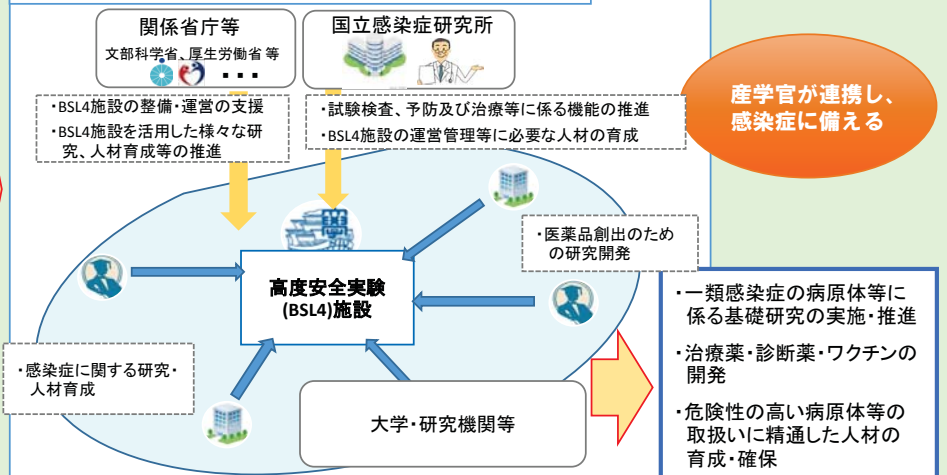 関係省庁等
文部科学省、厚生労働省 等
・・・
国立感染症研究所
・BSL4施設の整備・運営の支援
・BSL4施設を活用した様々な研
究、人材育成等の推進
・試験検査、予防及び治療等に係る機能の推進
・BSL4施設の運営管理等に必要な人材の育成
産学官が連携し、
感染症に備える
・医薬品創出のため
の研究開発
高度安全実験
(BSL4)施設
・感染症に関する研究・
人材育成
大学・研究機関等
・一類感染症の病原体等に
係る基礎研究の実施・推進
・治療薬・診断薬・ワクチンの
開発
・危険性の高い病原体等の
取扱いに精通した人材の
育成・確保